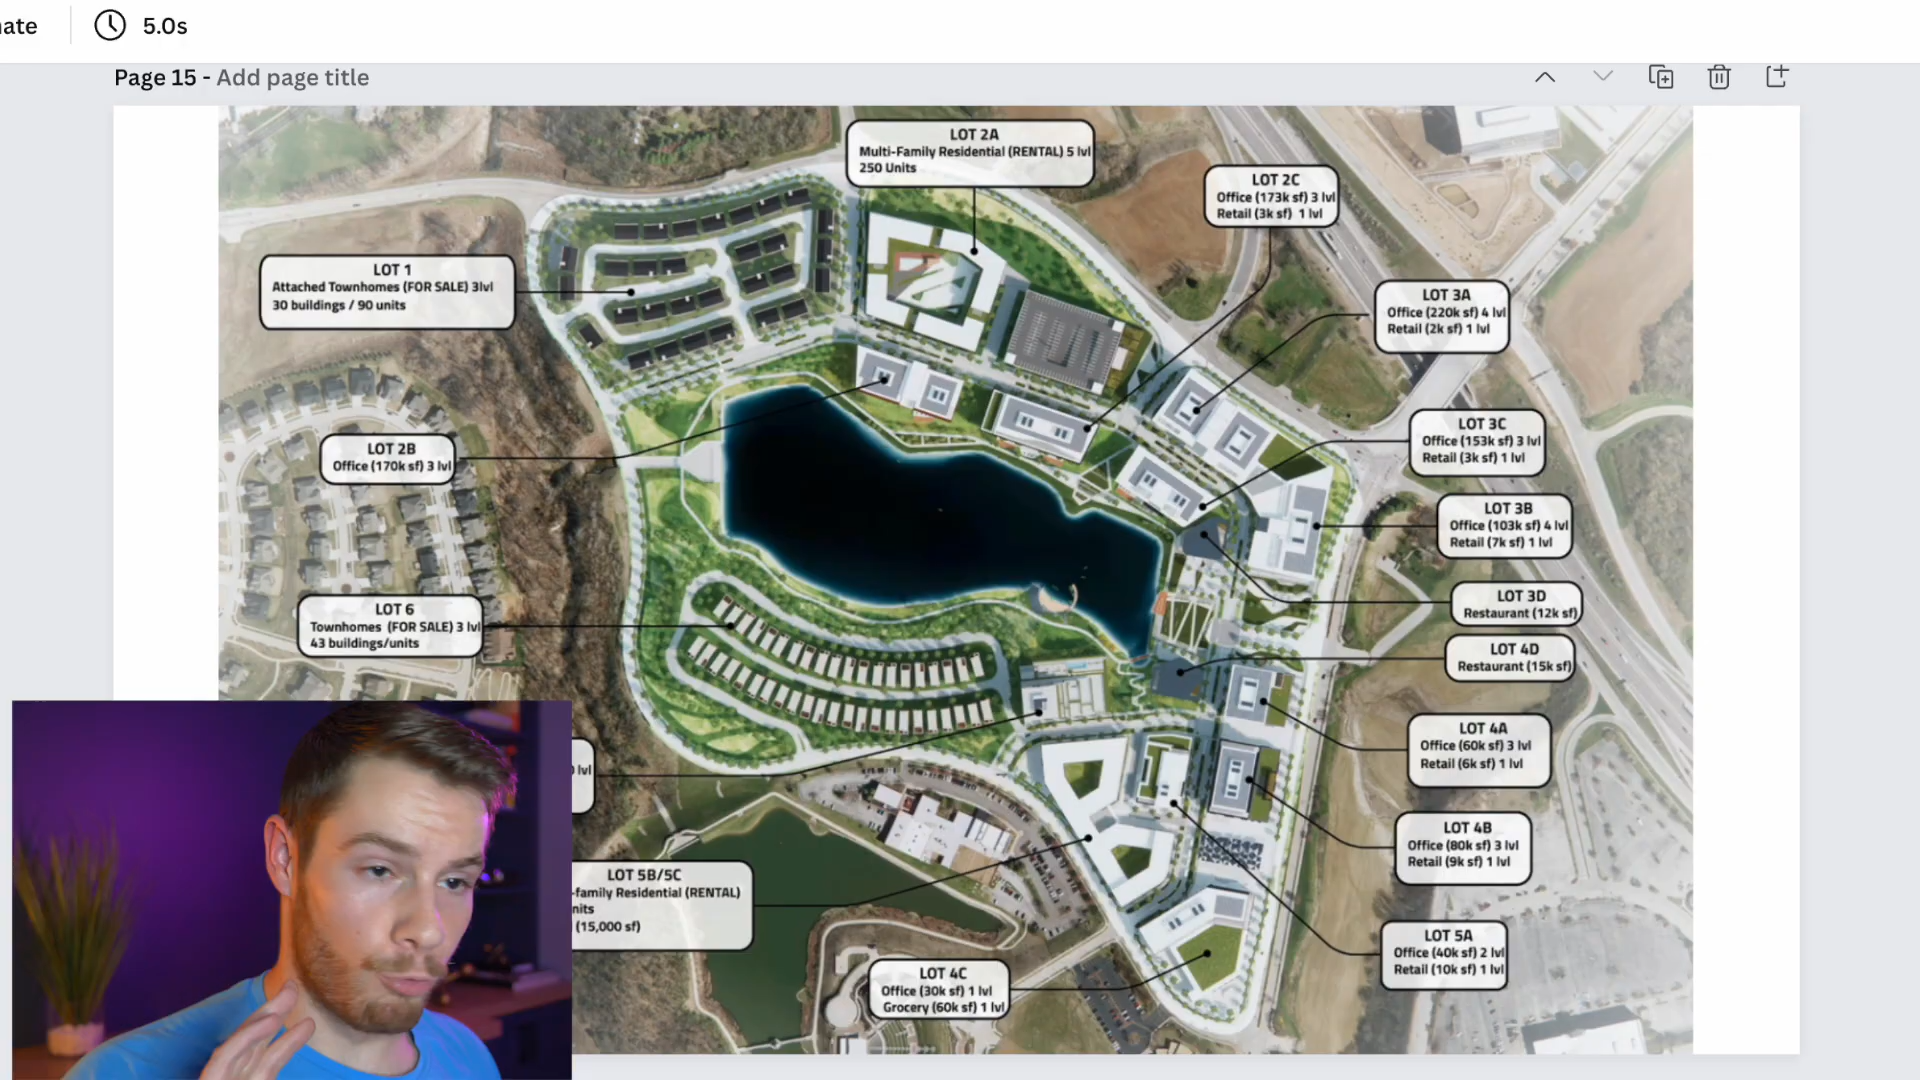 nate
5.0s
Page 15 - Add page title
LOT 2A
Multi-Family Residential (RENTAL) 5 lvl
250 Units
LOT 2C
Office (173k sf) 3 lvl
Retail (3k sf) 1 lvl
LOT 1
Attached Townhomes (FOR SALE) 3lvl
30 buildings / 90 units
LOT 3A
Office (220k sf) 4 lvl
Retail (2k sf) 1 lvl
LOT 3C
Office (153k sf) 3 lvl
Retail (3k sf) 1 lvl
LOT 2B
Office (170k sf) 3 lvl
LOT 3B
Office (103k sf) 4 lvl
Retail (7k sf) 1 lvl
LOT 3D
Restaurant (12k sf)
LOT 6
Townhomes (FOR SALE) 3 lvl
43 buildings/units
LOT 4D
Restaurant (15k sf)
LOT 4A
Office (60k sf) 3 lvl
Retail (6k sf) 1 lvl
lvl
LOT 4B
Office (80k sf) 3 lvl
Retail (9k sf) 1 lvl
LOT 5B/5C
-family Residential (RENTAL)
nits
(15,000 sf)
LOT 5A
Office (40k sf) 2 lvl
Retail (10k sf) 1 lvl
LOT 4C
Office (30k sf) 1 lvl
Grocery (60k sf) 1 lvl